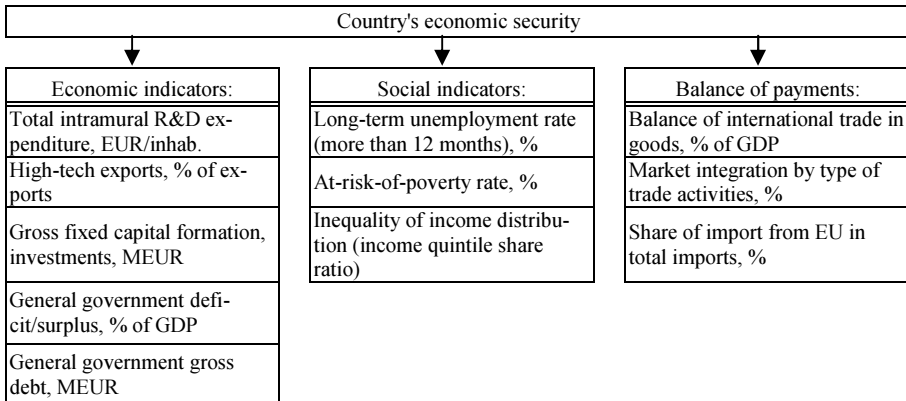 Country's economic security
Economic indicators:
Total intramural R&D ex-
penditure, EUR/inhab.
High-tech exports, % of ex-
ports
Gross fixed capital formation,
investments, MEUR
General government defi-
cit/surplus, % of GDP
General government gross
debt, MEUR
Social indicators:
Long-term unemployment rate
(more than 12 months), %
At-risk-of-poverty rate, %
Inequality of income distribu-
tion (income quintile share
ratio)
Balance of payments:
Balance of international trade in
goods, % of GDP
Market integration by type of
trade activities, %
Share of import from EU in
total imports, %